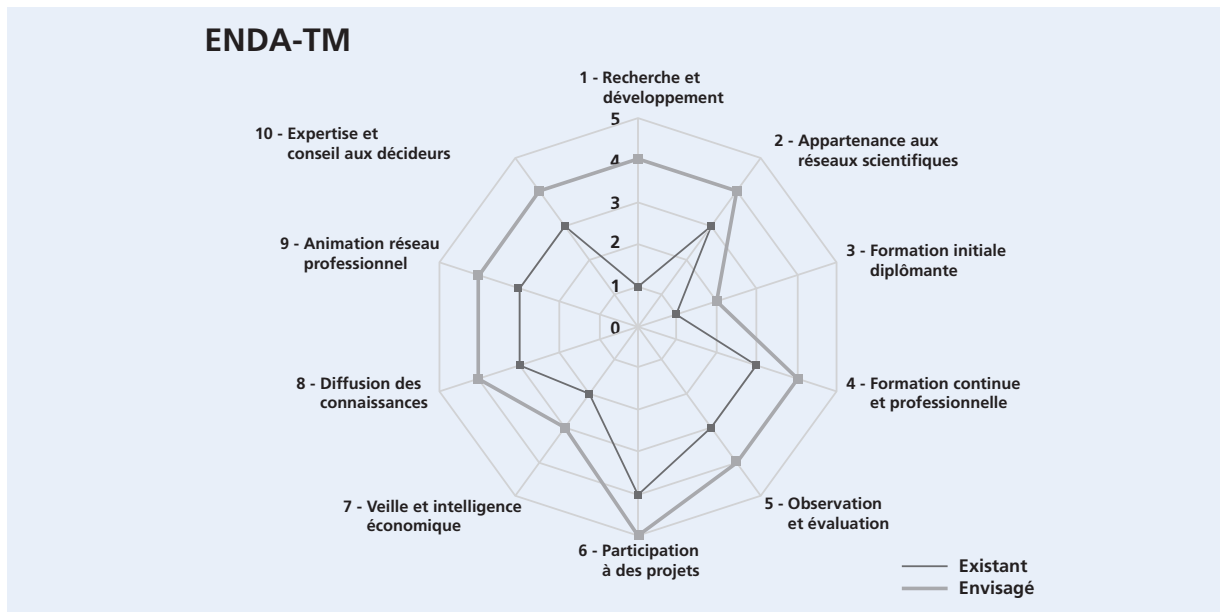 ENDA-TM
1 - Recherche et
développement
2 - Appartenance aux
réseaux scientifiques
3 - Formation initiale
diplômante
4 - Formation continue
et professionnelle
5 - Observation
et évaluation
6 - Participation
à des projets
7 - Veille et intelligence
économique
8 - Diffusion des
connaissances
9 - Animation réseau
professionnel
10 - Expertise et
conseil aux décideurs
5
4
3
2
1
0
Existant
Envisagé